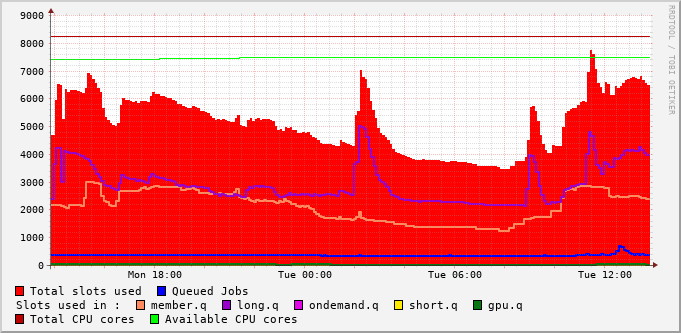 9000
8000
7000
6000
5000
4000
3000
2000
1000
0
Mon 18:00 Tue 00:00 Tue 06:00 Tue 12:00
Total slots used Queued Jobs
Slots used in : member.q long.q ondemand.q short.q gpu.q
Total CPU cores Available CPU cores
RRDTOOL / TOBI OETIKER